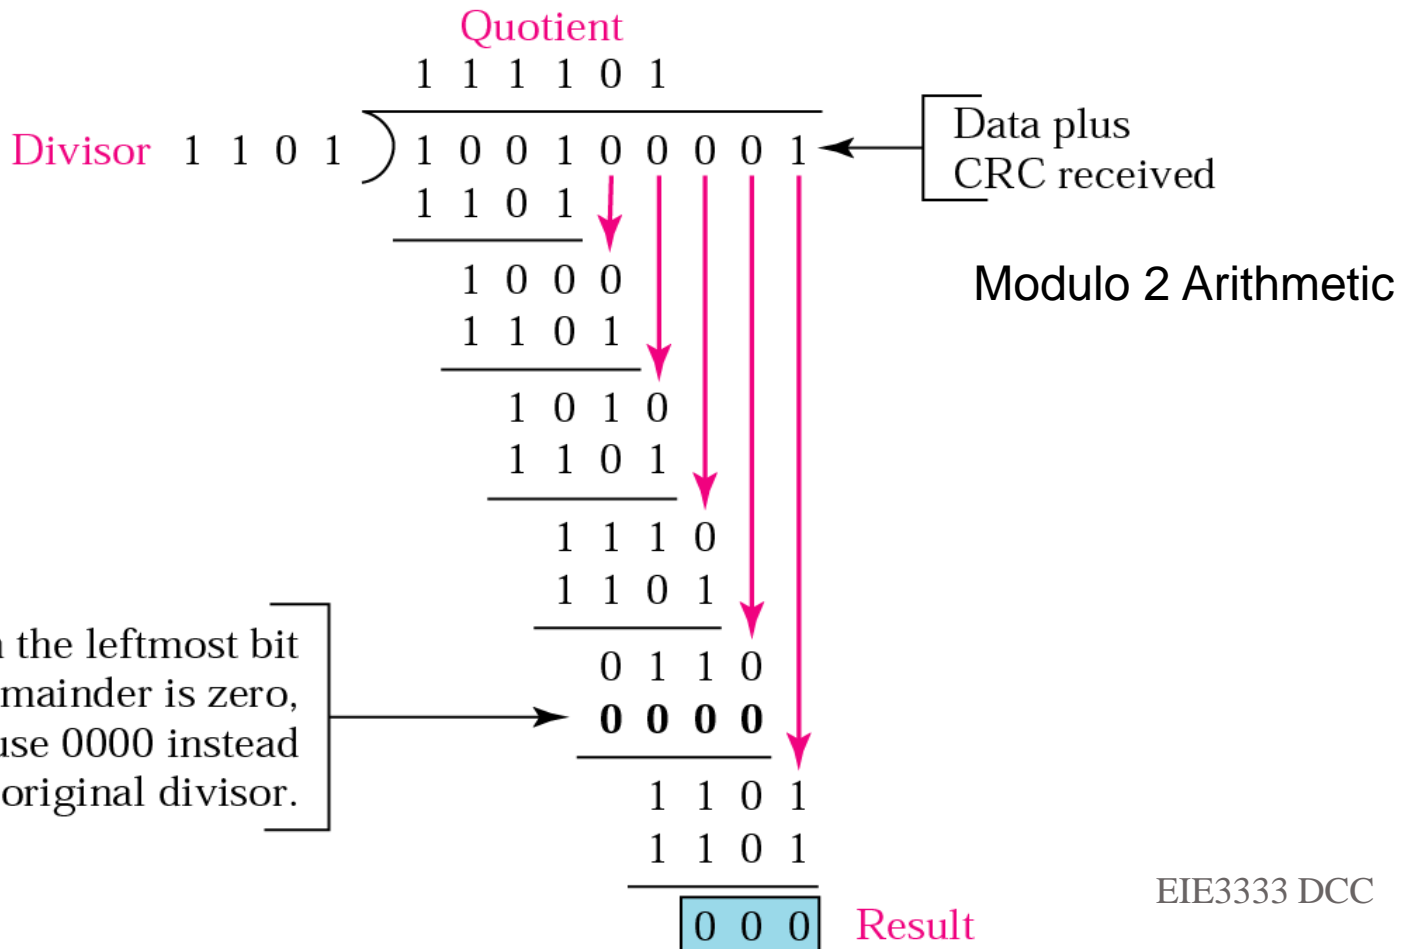 Quotient
1 1 1 1 0 1
Divisor 1 1 0 1 1 0 0 1 0 0 0 0 1
Data plus
CRC received
1 1 0 1
1 0 0 0
Modulo 2 Arithmetic
1 1 0 1
1 0 1 0
1 1 0 1
1 1 1 0
1 1 0 1
the leftmost bit
mainder is zero,
use 0000 instead
original divisor.
0 1 1 0
0 0 0 0
1 1 0 1
1 1 0 1
0 0 0 Result
EIE3333 DCC